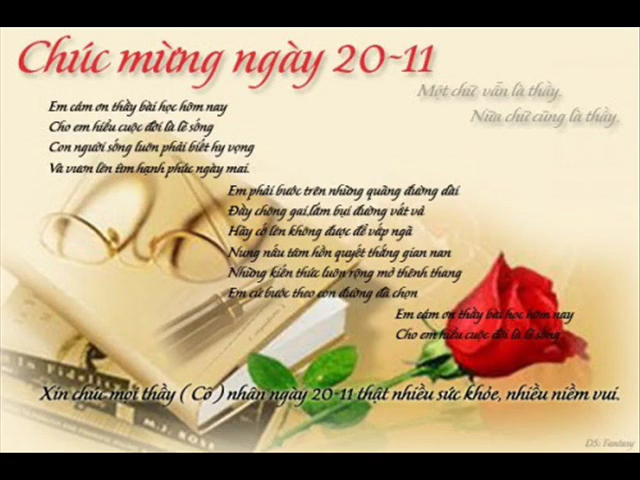 Chúc mừng ngày 20-11
Một chữ vẫn là thầy.
Nửa chữ cũng là thầy.
Em cám ơn thầy bài học hôm nay
Cho em hiểu cuộc đời là lẽ sống
Con người sống luôn phải biết hy vọng
Và vươn lên tìm hạnh phúc ngày mai.
Em phải bước trên những quãng đường dài
Đầy chông gai,lấm bụi đường vất vả
Hãy cố lên không được để vấp ngã
Nung nấu tâm hồn quyết thắng gian nan
Những kiến thức luôn rộng mở thênh thang
Em cứ bước theo con đường đã chọn
Em cám ơn thầy bài học hôm nay
Cho em hiểu cuộc đời là lẽ sống
Xin chúc mọi thầy ( Cô ) nhân ngày 20-11 thật nhiều sức khỏe, nhiều niềm vui.
M.J. ROSE
DS: Fantasy